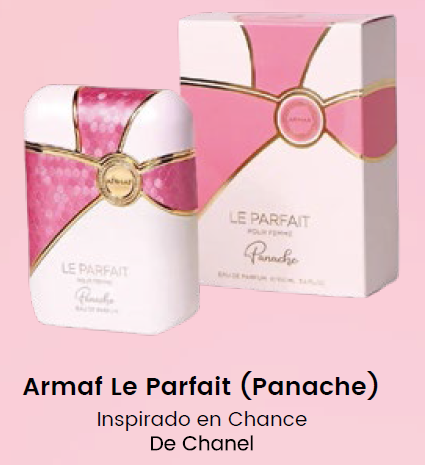 ARMAF
LE PARFAIT
POUR FEMME
Panache
EAU DE PARFUM
ARMAF
LE PARFAIT
POUR FEMME
Panache
EAU DE PARFUM
Armaf Le Parfait (Panache)
Inspirado en Chance
De Chanel